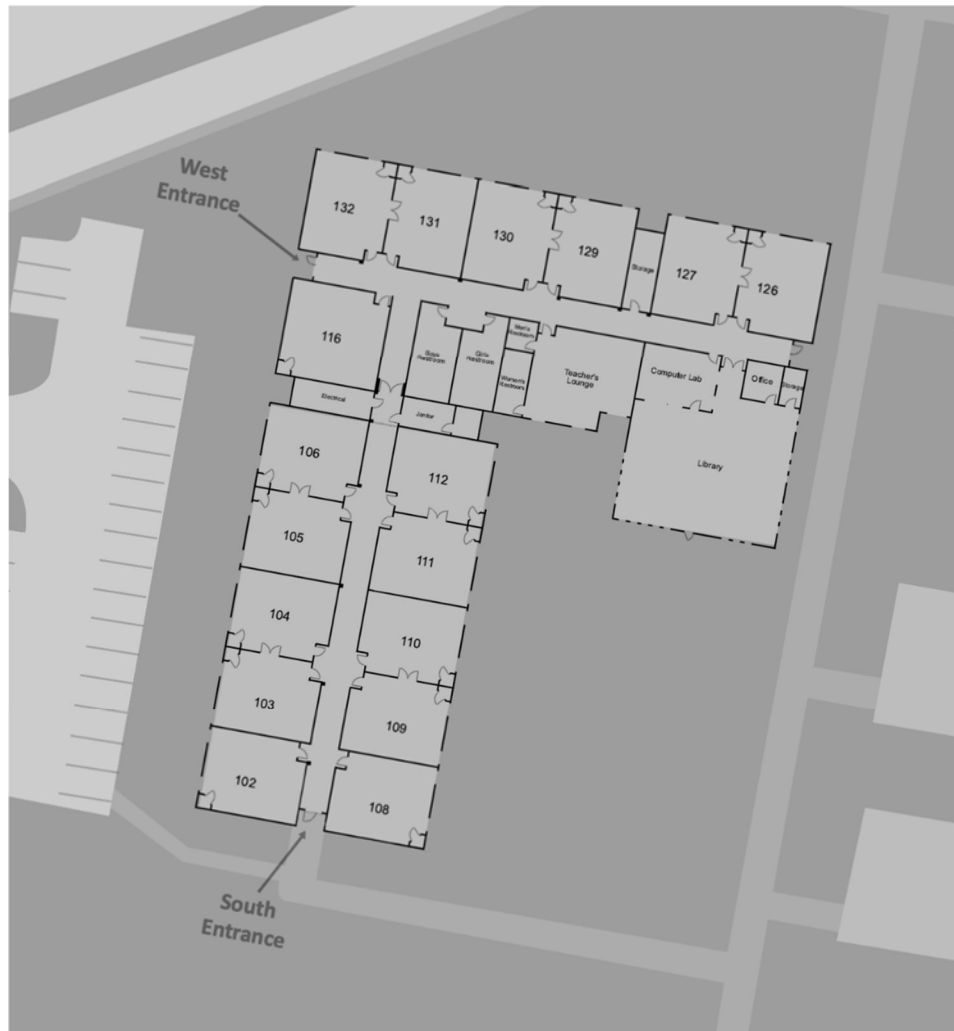 West
Entrance
132
131
130
129
Storage
127
126
116
Boys
Restroom
Girls
Restroom
Men's
Restroom
Women's
Restroom
Teacher's
Lounge
Computer Lab
Office
Storage
Electrical
Janitor
Library
106
112
105
111
104
110
103
109
102
108
South
Entrance